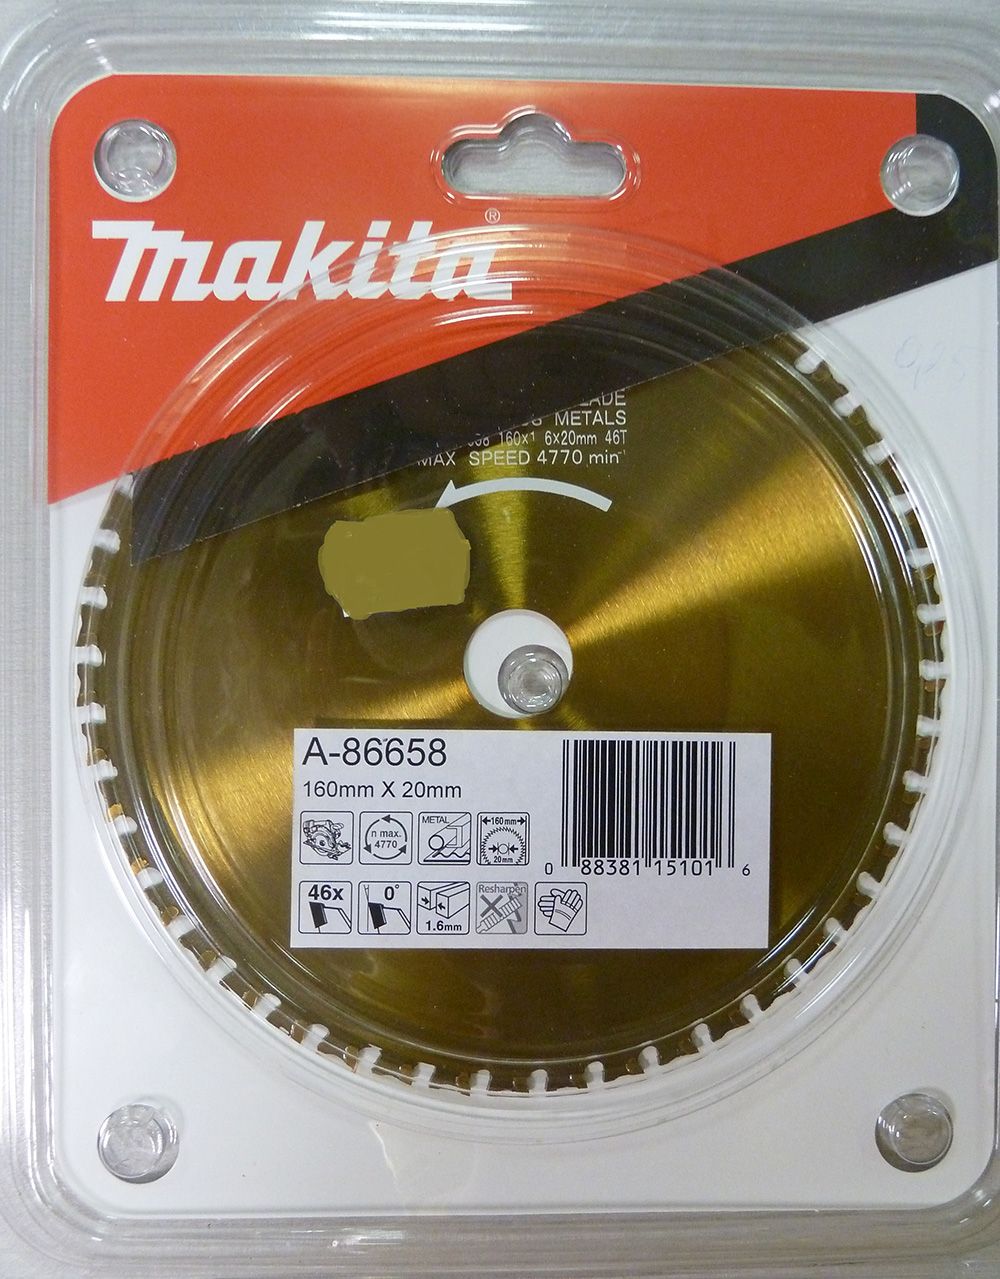 makita®
METALS
160x1 6x20mm 46T
MAX SPEED 4770 min⁻¹
A-86658
160mm X 20mm
n max.
4770
METAL
160mm
20mm
46x
0°
1.6mm
Resharpen
0 88381 15101 6